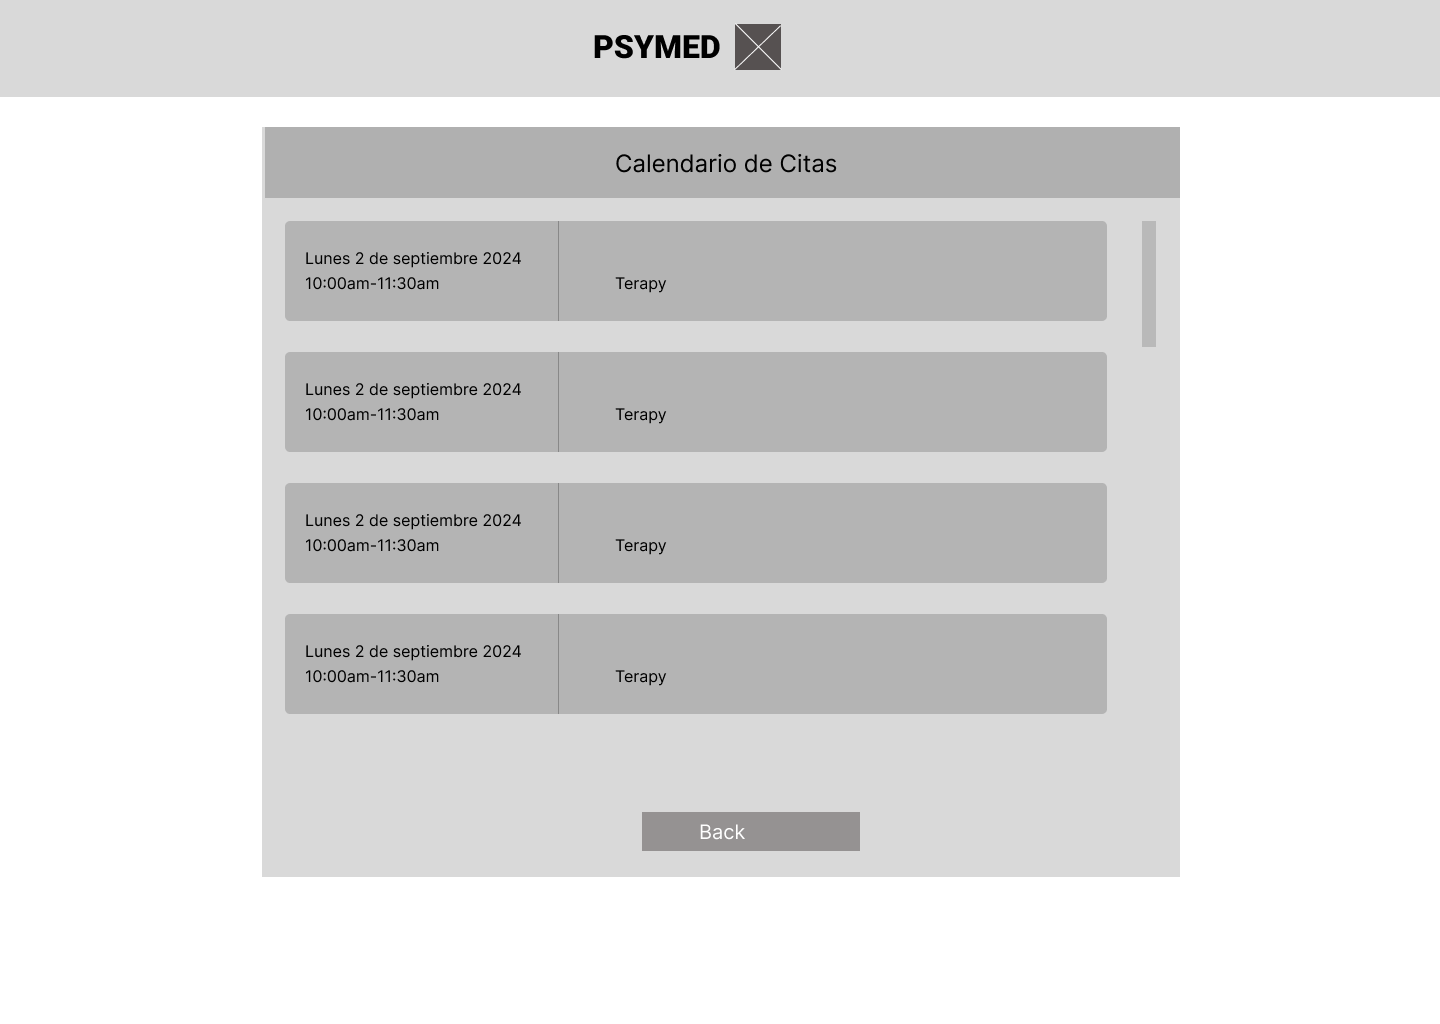 PSYMED
Calendario de Citas
Lunes 2 de septiembre 2024
10:00am-11:30am
Terapy
Lunes 2 de septiembre 2024
10:00am-11:30am
Terapy
Lunes 2 de septiembre 2024
10:00am-11:30am
Terapy
Lunes 2 de septiembre 2024
10:00am-11:30am
Terapy
Back